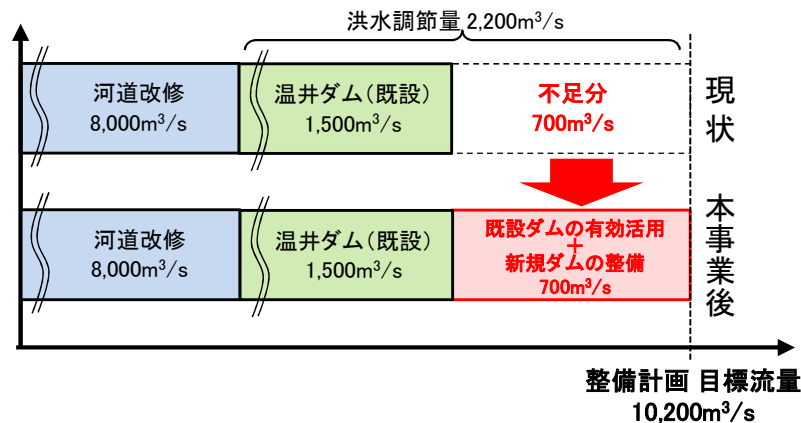 洪水調節量 2,200m³/s
河道改修
8,000m³/s
温井ダム(既設)
1,500m³/s
不足分
700m³/s
現状
河道改修
8,000m³/s
温井ダム(既設)
1,500m³/s
既設ダムの有効活用
+
新規ダムの整備
700m³/s
本事業後
整備計画 目標流量
10,200m³/s